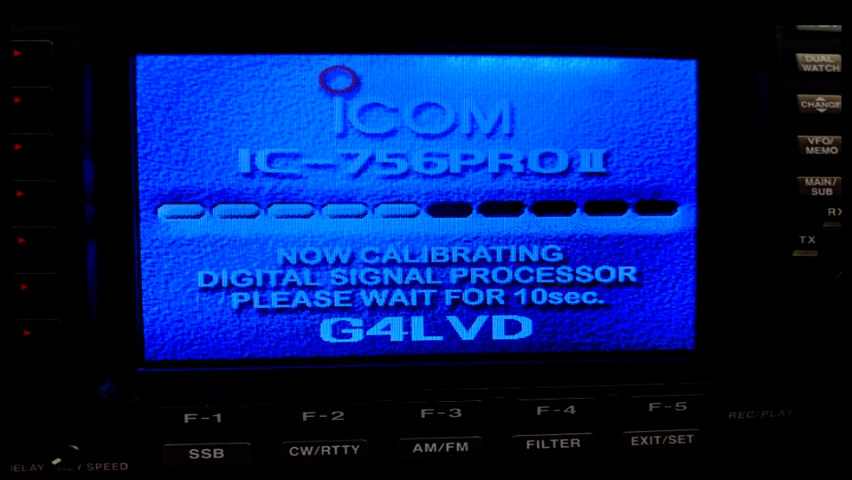 DUAL
WATCH
CHANGE
VFO/
MEMO
MAIN/
SUB
TX
iCOM
IC-756PROII
NOW CALIBRATING
DIGITAL SIGNAL PROCESSOR
PLEASE WAIT FOR 10sec.
G4LVD
F-1
F-2
F-3
F-4
F-5
REC/PLAY
SSB
CW/RTTY
AM/FM
FILTER
EXIT/SET
SPEED